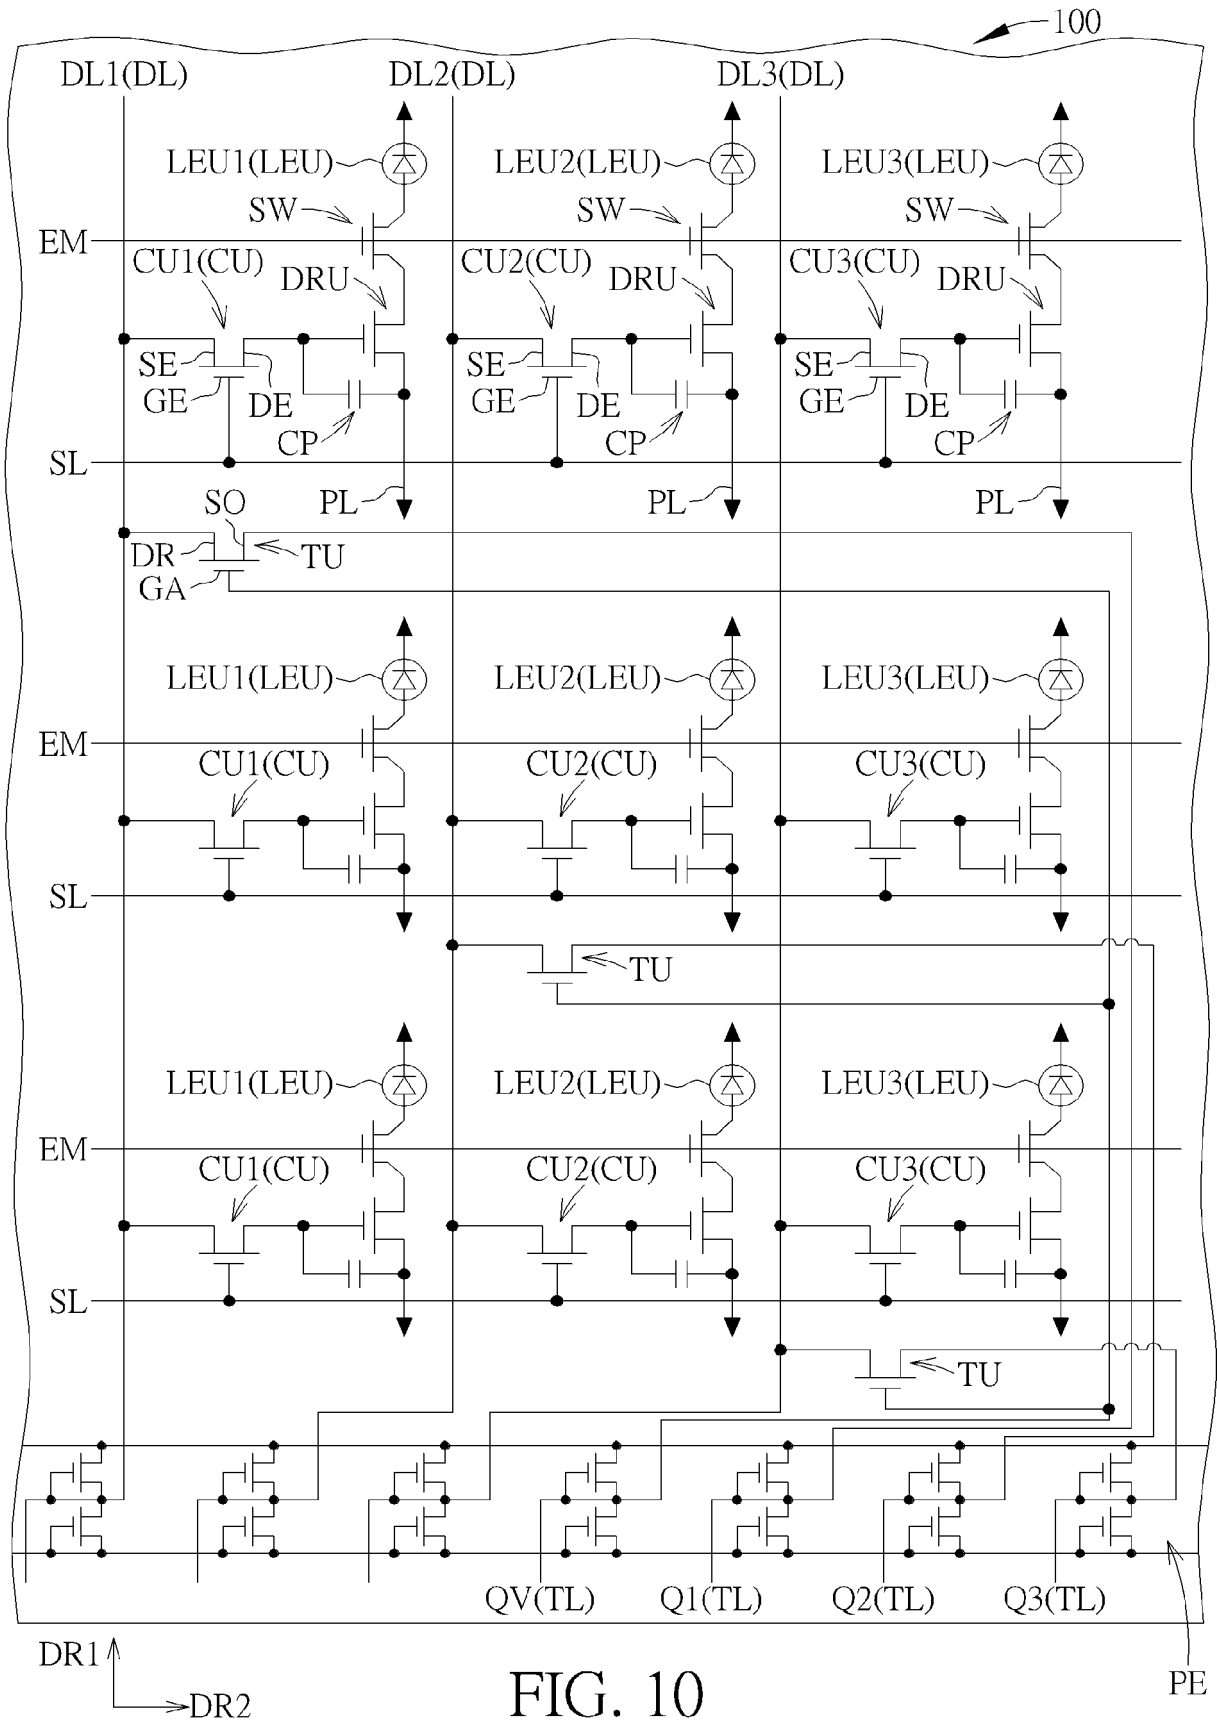 100
DL1(DL) DL2(DL) DL3(DL)
LEU1(LEU) LEU2(LEU) LEU3(LEU)
SW SW SW
EM
CU1(CU) CU2(CU) CU3(CU)
DRU DRU DRU
SE SE SE
GE DE GE DE GE DE
CP CP CP
SL
PL PL PL
SO
DR TU
GA
LEU1(LEU) LEU2(LEU) LEU3(LEU)
EM
CU1(CU) CU2(CU) CU3(CU)
SL
TU
LEU1(LEU) LEU2(LEU) LEU3(LEU)
EM
CU1(CU) CU2(CU) CU3(CU)
SL
TU
QV(TL) Q1(TL) Q2(TL) Q3(TL)
DR1
PE
DR2
FIG. 10